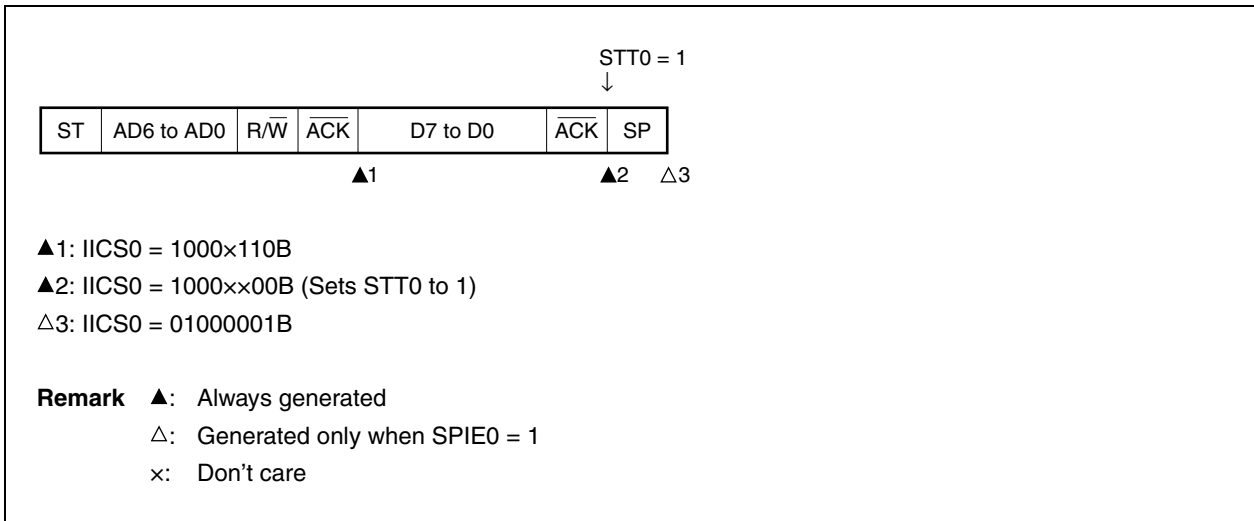 STT0 = 1
↓
ST AD6 to AD0 R/W̅ A̅C̅K̅ D7 to D0 A̅C̅K̅ SP
▲1 ▲2 △3
▲1: IICS0 = 1000×110B
▲2: IICS0 = 1000××00B (Sets STT0 to 1)
△3: IICS0 = 01000001B
Remark ▲: Always generated
△: Generated only when SPIE0 = 1
×: Don't care